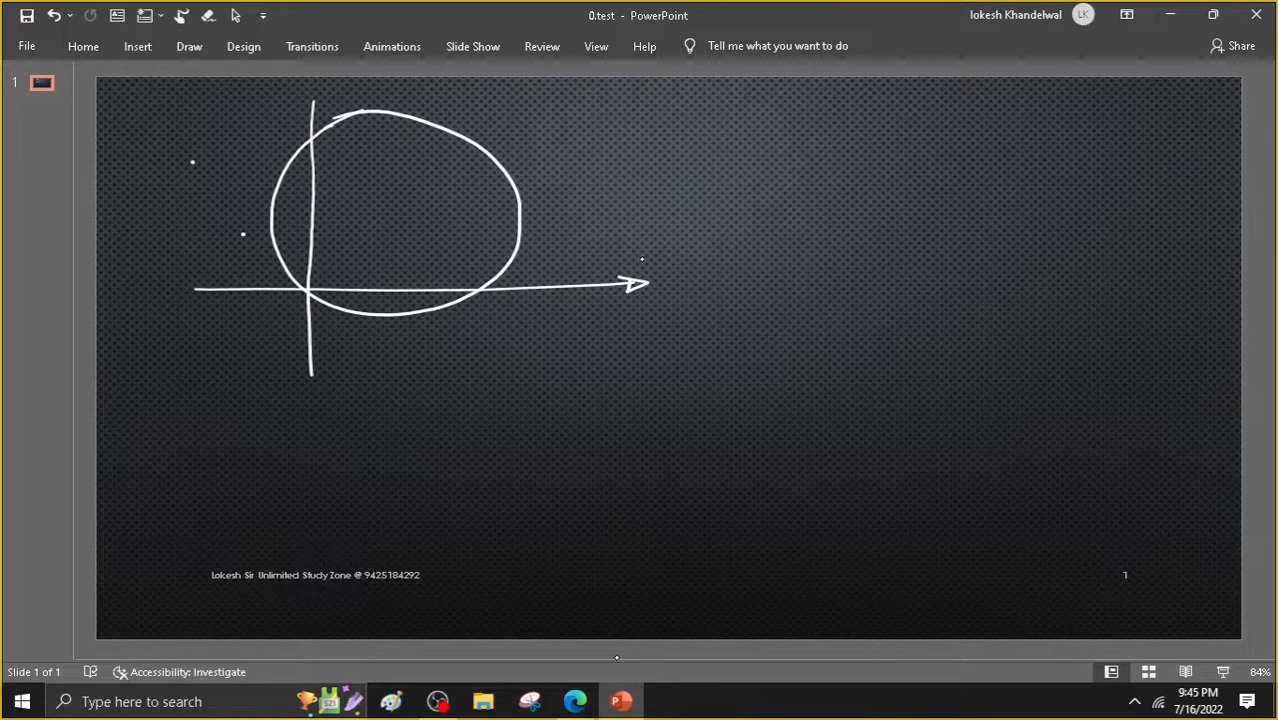 0.test - PowerPoint
lokesh Khandelwal
LK
File
Home
Insert
Draw
Design
Transitions
Animations
Slide Show
Review
View
Help
Tell me what you want to do
Share
1
Lokesh Sir Unlimited Study Zone @ 9425184292
1
Slide 1 of 1
Accessibility: Investigate
84%
Type here to search
521
9:45 PM
7/16/2022